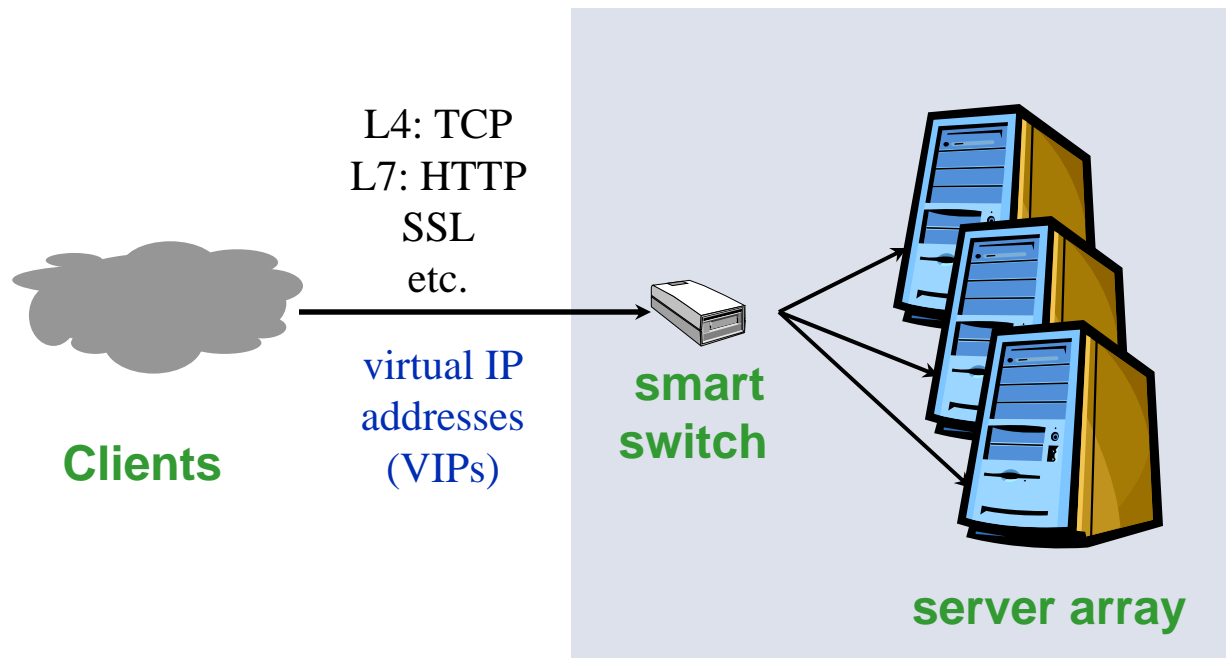 L4: TCP
L7: HTTP
SSL
etc.
virtual IP
addresses
(VIPs)
Clients
smart
switch
server array